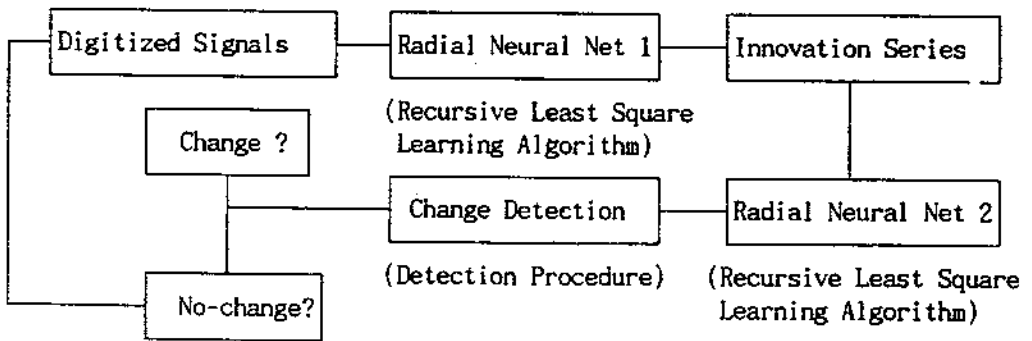 Digitized Signals
Radial Neural Net 1
Innovation Series
(Recursive Least Square
Learning Algorithm)
Change ?
Change Detection
Radial Neural Net 2
(Detection Procedure)
(Recursive Least Square
Learning Algorithm)
No-change?